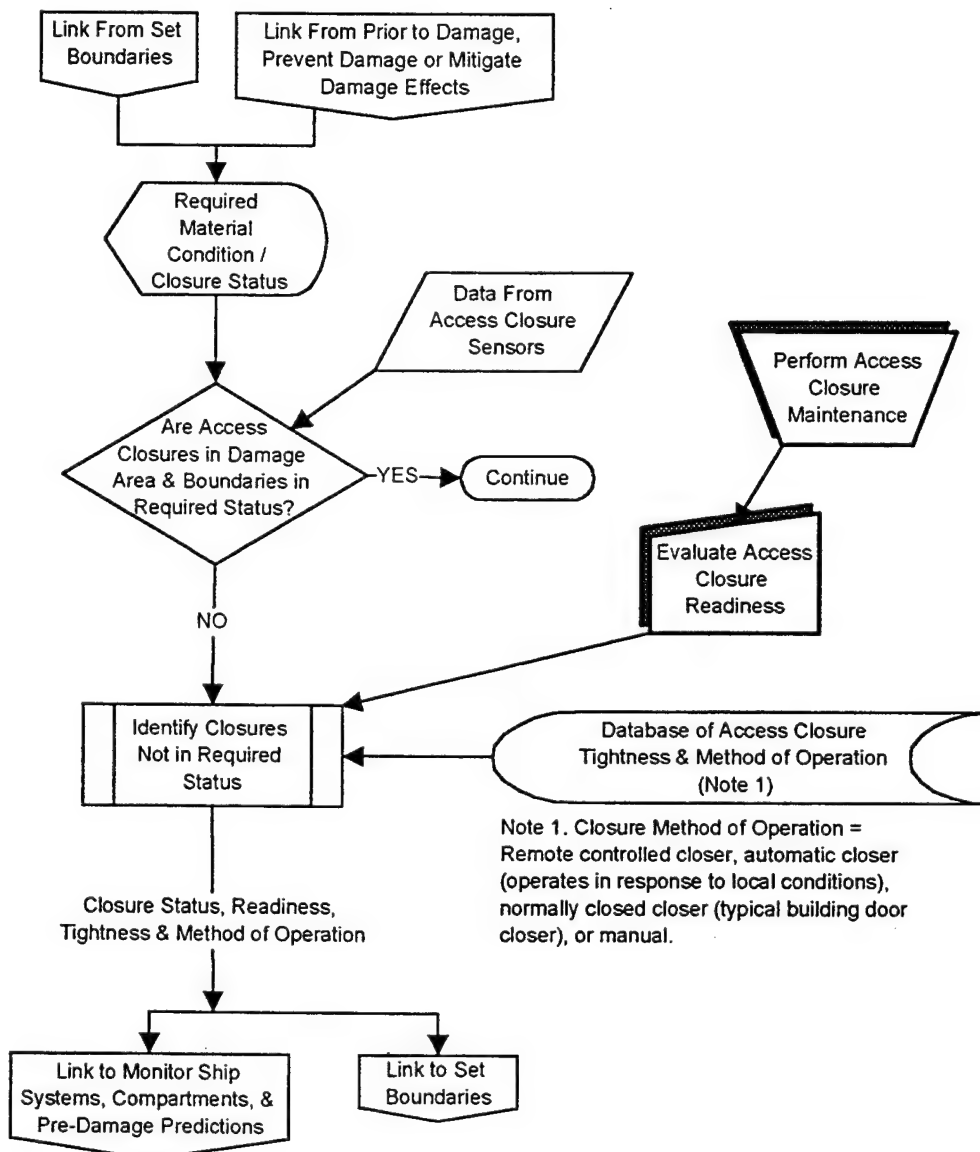 Link From Set
Boundaries
Link From Prior to Damage,
Prevent Damage or Mitigate
Damage Effects
Required
Material
Condition /
Closure Status
Data From
Access Closure
Sensors
Perform Access
Closure
Maintenance
Are Access
Closures in Damage
Area & Boundaries in
Required Status?
YES
Continue
Evaluate Access
Closure
Readiness
NO
Identify Closures
Not in Required
Status
Database of Access Closure
Tightness & Method of Operation
(Note 1)
Note 1. Closure Method of Operation =
Remote controlled closer, automatic closer
(operates in response to local conditions),
normally closed closer (typical building door
closer), or manual.
Closure Status, Readiness,
Tightness & Method of Operation
Link to Monitor Ship
Systems, Compartments, &
Pre-Damage Predictions
Link to Set
Boundaries